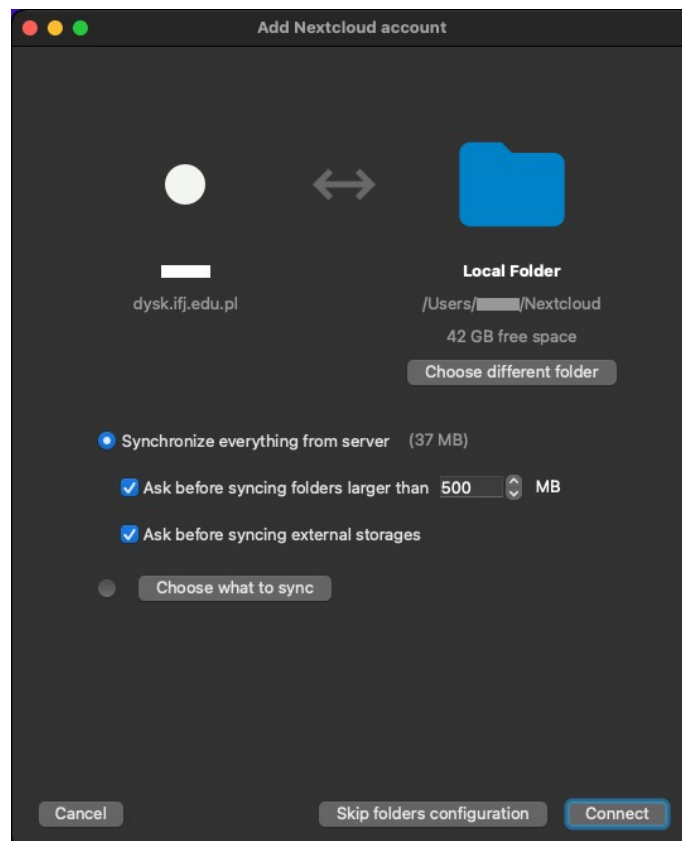 Add Nextcloud account
Local Folder
dysk.ifj.edu.pl
/Users/ /Nextcloud
42 GB free space
Choose different folder
Synchronize everything from server (37 MB)
Ask before syncing folders larger than 500 MB
Ask before syncing external storages
Choose what to sync
Cancel Skip folders configuration Connect